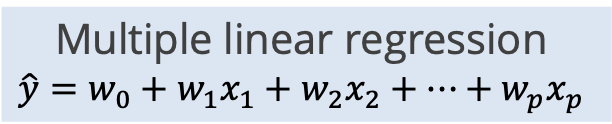 Multiple linear regression
ŷ = w₀ + w₁x₁ + w₂x₂ + ⋯ + wₚxₚ